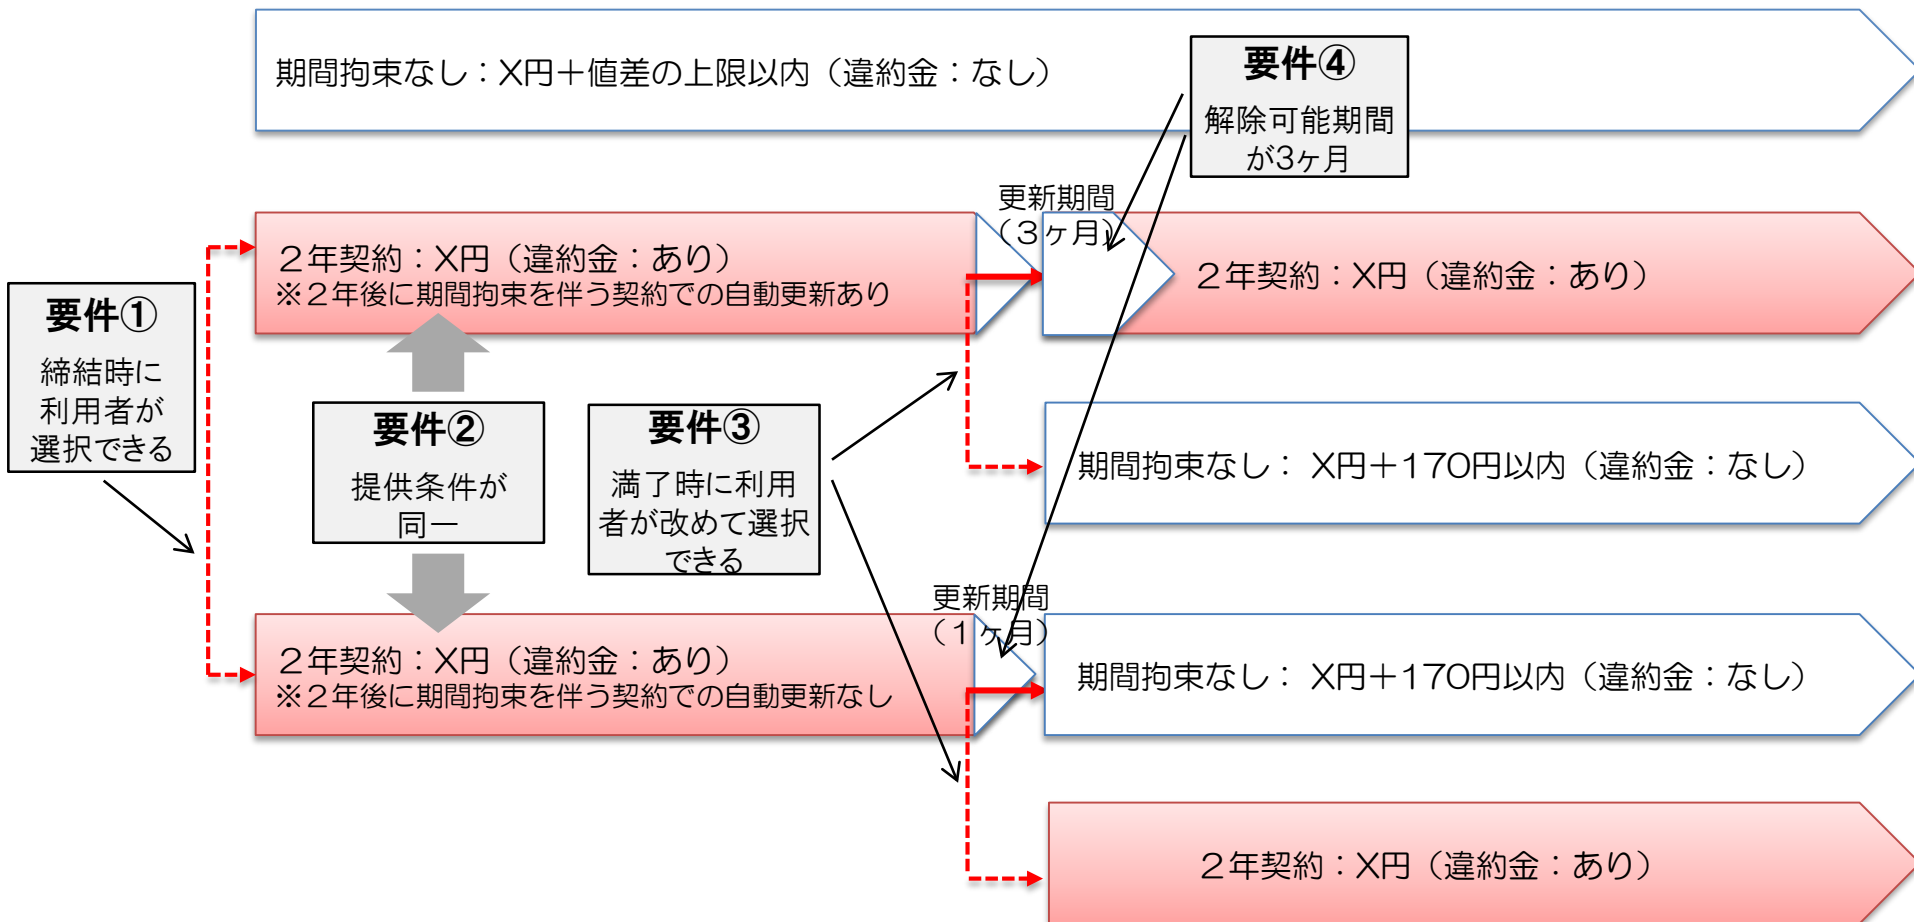 期間拘束なし：X円＋値差の上限以内（違約金：なし）
要件④
解除可能期間
が3ヶ月
更新期間
（３ヶ月）
２年契約：X円（違約金：あり）
※２年後に期間拘束を伴う契約での自動更新あり
２年契約：X円（違約金：あり）
要件①
締結時に
利用者が
選択できる
要件②
提供条件が
同一
要件③
満了時に利用
者が改めて選択
できる
期間拘束なし： X円＋170円以内（違約金：なし）
更新期間
（１ヶ月）
２年契約：X円（違約金：あり）
※２年後に期間拘束を伴う契約での自動更新なし
期間拘束なし： X円＋170円以内（違約金：なし）
２年契約：X円（違約金：あり）